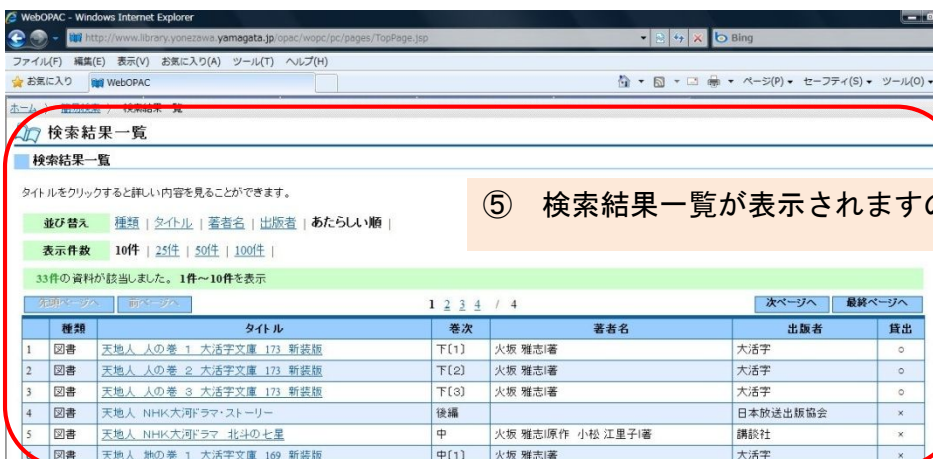 WebOPAC - Windows Internet Explorer
http://www.library.yonezawa.yamagata.jp/opac/wopc/pc/pages/TopPage.jsp
Bing
ファイル(F) 編集(E) 表示(V) お気に入り(A) ツール(T) ヘルプ(H)
お気に入り WebOPAC ページ(P) セーフティ(S) ツール(O)
ホーム / 簡易検索 / 検索結果一覧
検索結果一覧
検索結果一覧
タイトルをクリックすると詳しい内容を見ることができます。
⑤ 検索結果一覧が表示されますの
並び替え 種類 | タイトル | 著者名 | 出版者 | あたらしい順 |
表示件数 10件 | 25件 | 50件 | 100件 |
33件の資料が該当しました。 1件～10件を表示
先頭ページへ 前ページへ 1 2 3 4 / 4 次ページへ 最終ページへ
種類 タイトル 巻次 著者名 出版者 貸出
1 図書 天地人 人の巻 1 大活字文庫 173 新装版 下[1] 火坂 雅志∥著 大活字 ○
2 図書 天地人 人の巻 2 大活字文庫 173 新装版 下[2] 火坂 雅志∥著 大活字 ○
3 図書 天地人 人の巻 3 大活字文庫 173 新装版 下[3] 火坂 雅志∥著 大活字 ○
4 図書 天地人 NHK大河ドラマ・ストーリー 後編 日本放送出版協会 ×
5 図書 天地人 NHK大河ドラマ 北斗の七星 中 火坂 雅志∥原作 小松 江里子∥著 講談社 ×
図書 天地人 地の巻 1 大活字文庫 169 新装版 中[1] 火坂 雅志∥著 大活字 ×